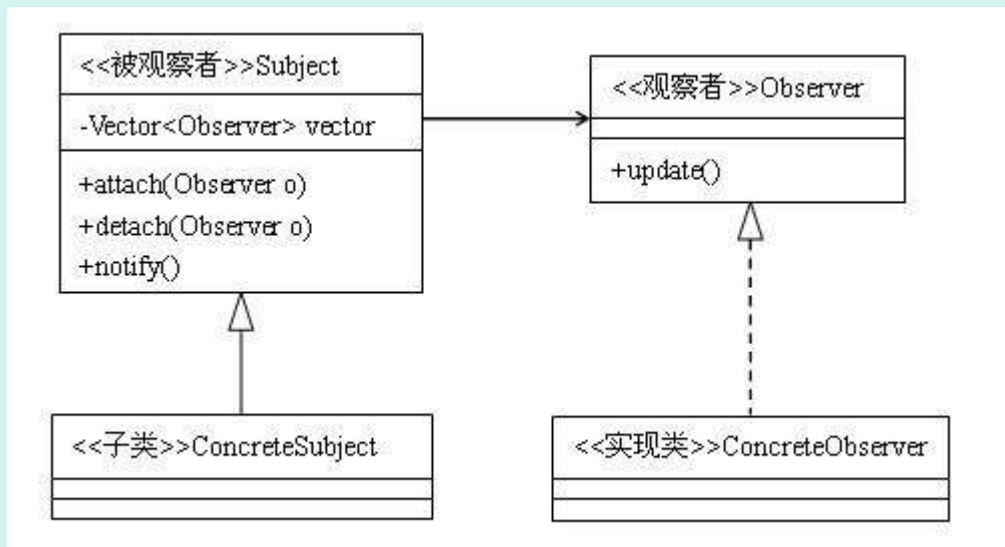 <<被观察者>>Subject
-Vector<Observer> vector
+attach(Observer o)
+detach(Observer o)
+notify()
<<观察者>>Observer
+update()
<<子类>>ConcreteSubject
<<实现类>>ConcreteObserver